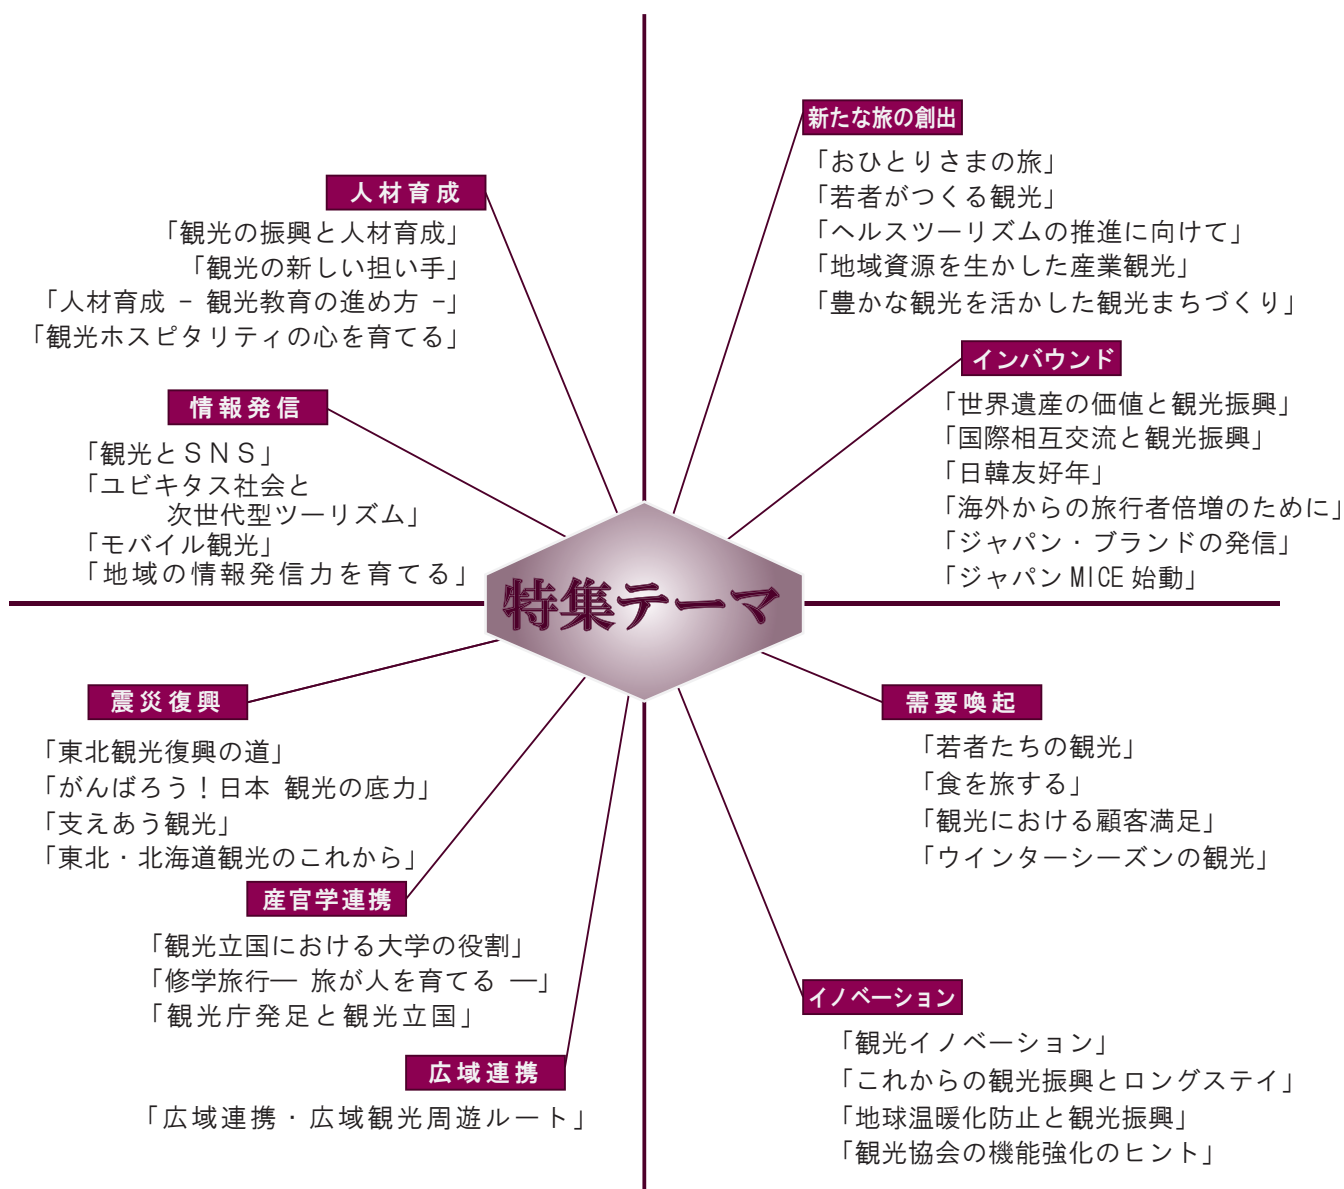 新たな旅の創出
「おひとりさまの旅」
「若者がつくる観光」
「ヘルスツーリズムの推進に向けて」
「地域資源を生かした産業観光」
「豊かな観光を活かした観光まちづくり」
人材育成
「観光の振興と人材育成」
「観光の新しい担い手」
「人材育成 － 観光教育の進め方 －」
「観光ホスピタリティの心を育てる」
インバウンド
「世界遺産の価値と観光振興」
「国際相互交流と観光振興」
「日韓友好年」
「海外からの旅行者倍増のために」
「ジャパン・ブランドの発信」
「ジャパン MICE 始動」
情報発信
「観光とＳＮＳ」
「ユビキタス社会と
次世代型ツーリズム」
「モバイル観光」
「地域の情報発信力を育てる」
特集テーマ
震災復興
「東北観光復興の道」
「がんばろう！日本 観光の底力」
「支えあう観光」
「東北・北海道観光のこれから」
需要喚起
「若者たちの観光」
「食を旅する」
「観光における顧客満足」
「ウインターシーズンの観光」
産官学連携
「観光立国における大学の役割」
「修学旅行― 旅が人を育てる ―」
「観光庁発足と観光立国」
イノベーション
「観光イノベーション」
「これからの観光振興とロングステイ」
「地球温暖化防止と観光振興」
「観光協会の機能強化のヒント」
広域連携
「広域連携・広域観光周遊ルート」